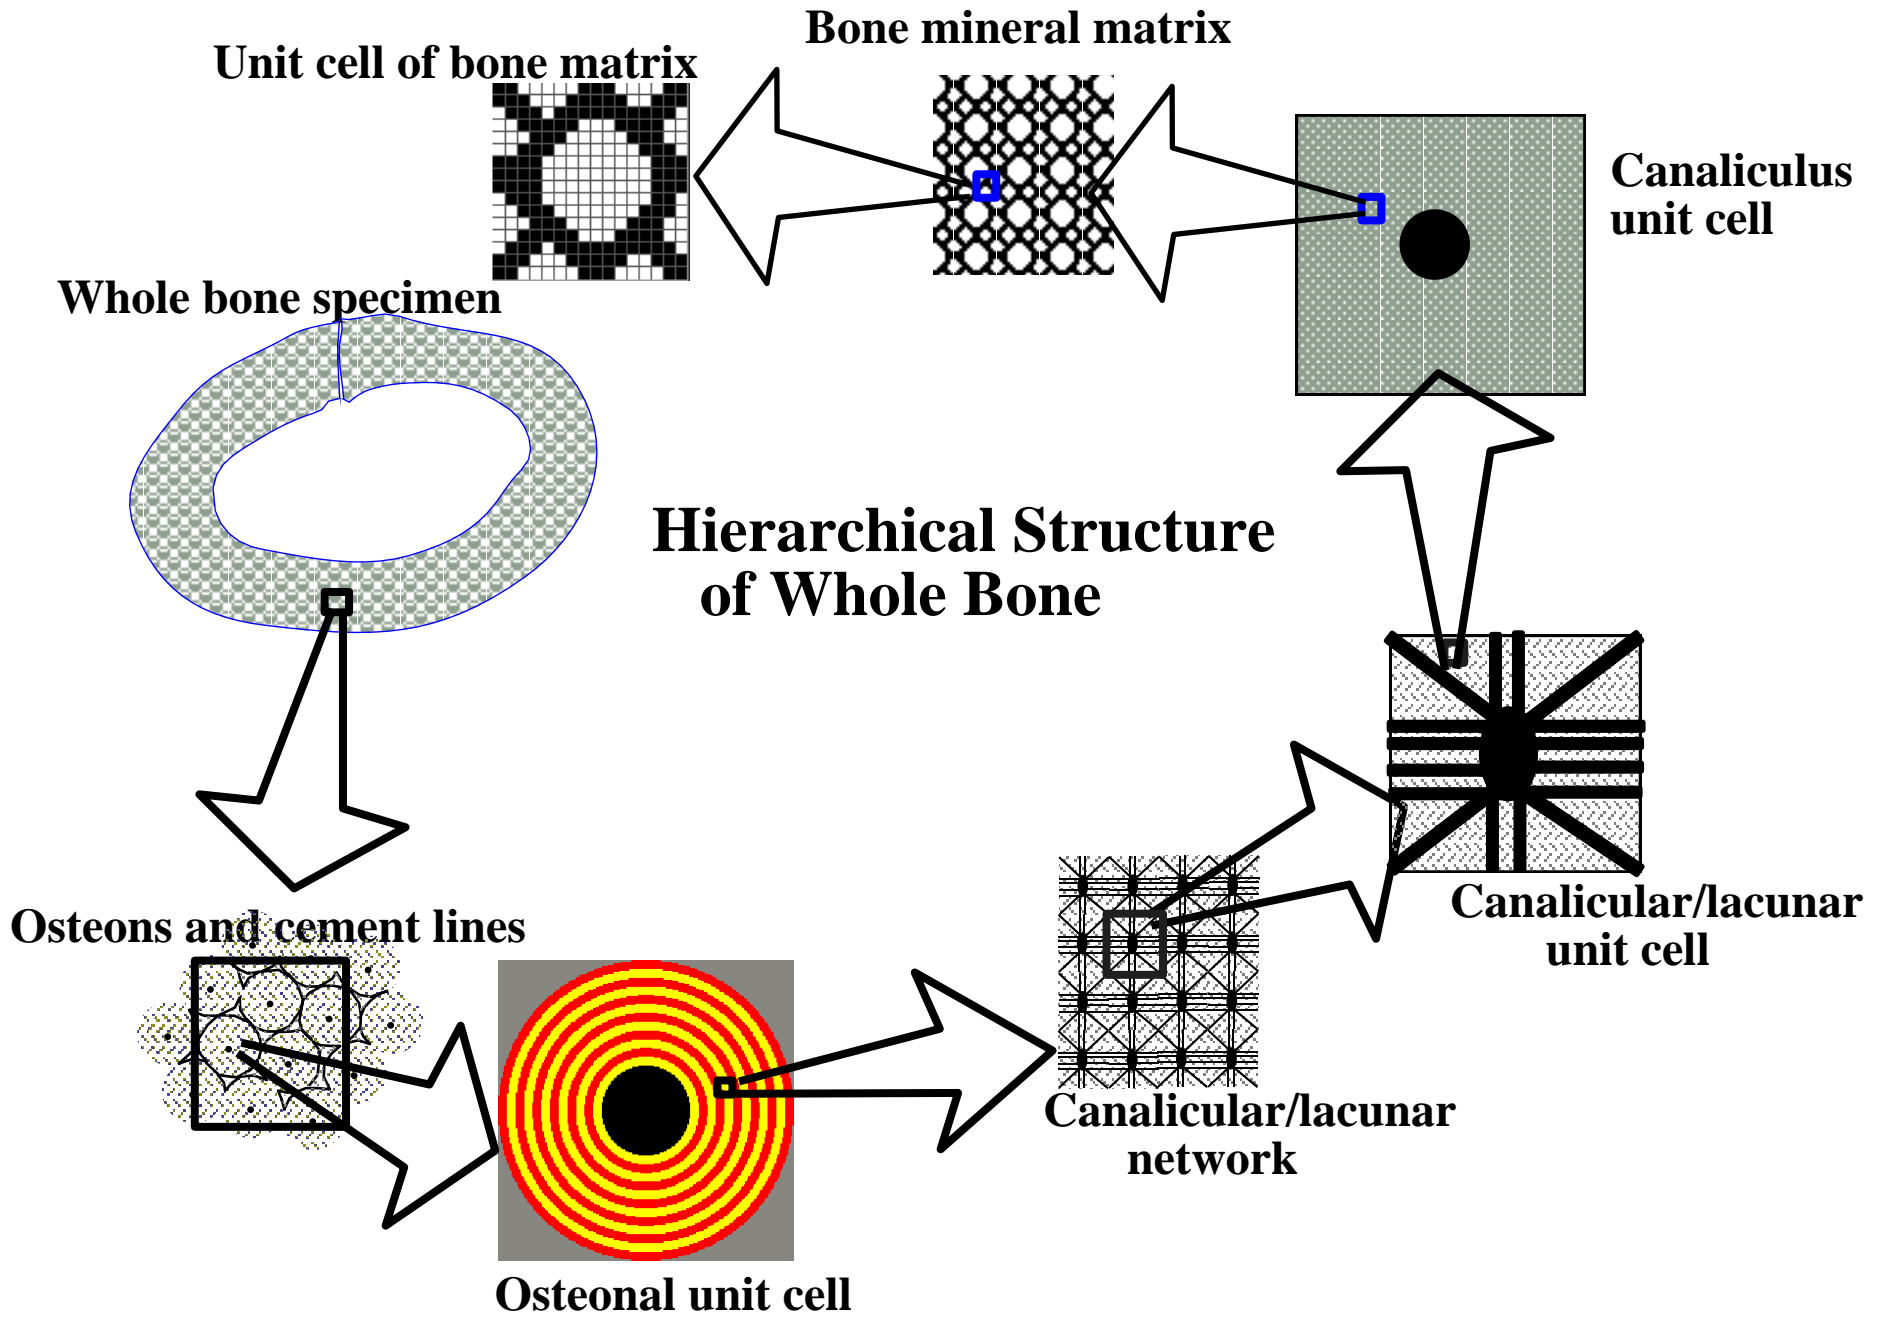 Bone mineral matrix
Unit cell of bone matrix
Canaliculus
unit cell
Whole bone specimen
Hierarchical Structure
of Whole Bone
Canalicular/lacunar
unit cell
Osteons and cement lines
Canalicular/lacunar
network
Osteonal unit cell